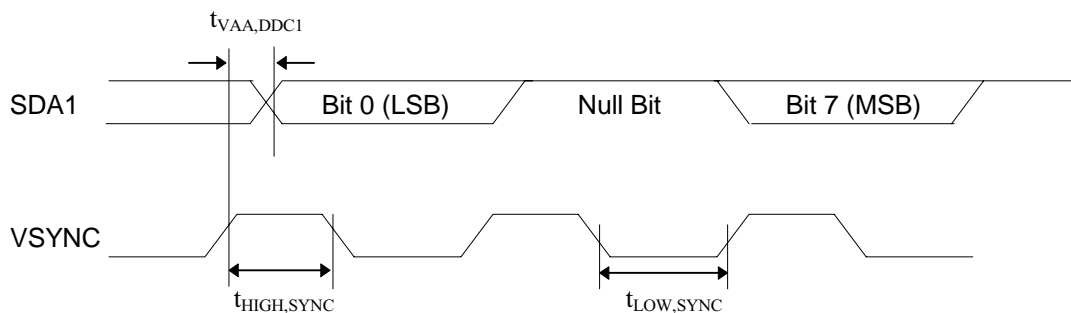 tVAA,DDC1
SDA1
Bit 0 (LSB)
Null Bit
Bit 7 (MSB)
VSYNC
tHIGH,SYNC
tLOW,SYNC